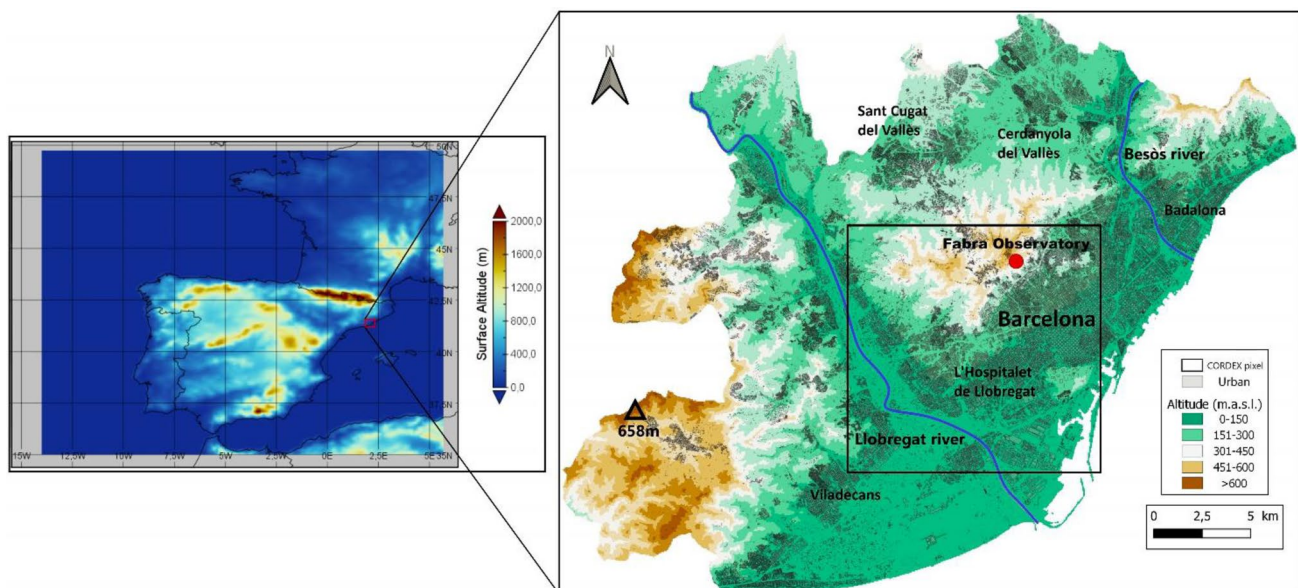 50N
47,5N
45N
42,5N
40N
37,5N
15W
12,5W
10W
7,5W
5W
2,5W
0
2,5E
5E
35N
2000,0
1600,0
1200,0
800,0
400,0
0,0
Surface Altitude (m)
N
Sant Cugat
del Vallès
Cerdanyola
del Vallès
Besòs river
Badalona
Fabra Observatory
Barcelona
L'Hospitalet
de Llobregat
658m
Llobregat river
Viladecans
CORDEX pixel
Urban
Altitude (m.a.s.l.)
0-150
151-300
301-450
451-600
>600
0 2,5 5 km